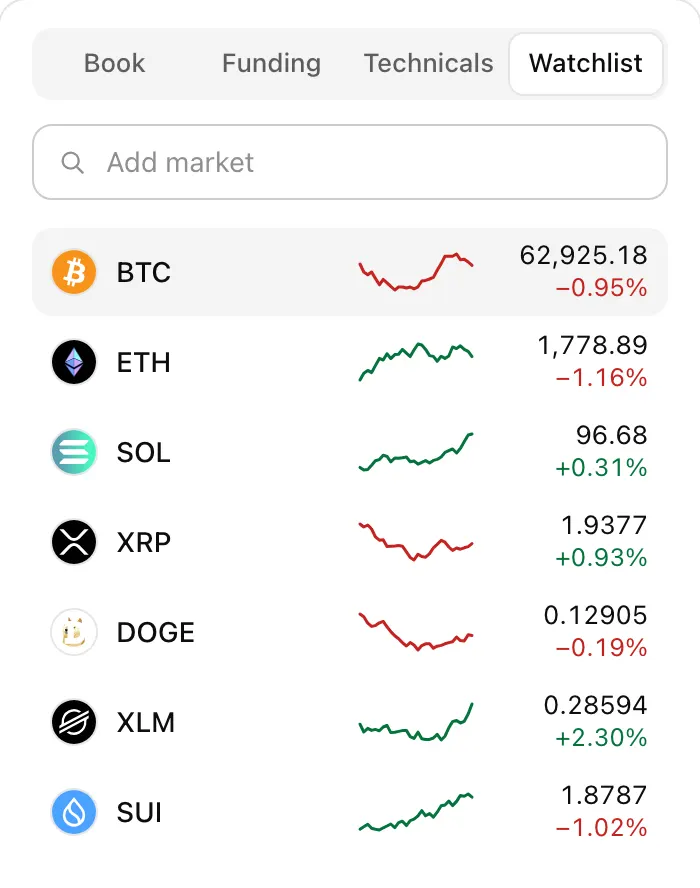 Book Funding Technicals Watchlist
Add market
BTC 62,925.18
−0.95%
ETH 1,778.89
−1.16%
SOL 96.68
+0.31%
XRP 1.9377
+0.93%
DOGE 0.12905
−0.19%
XLM 0.28594
+2.30%
SUI 1.8787
−1.02%